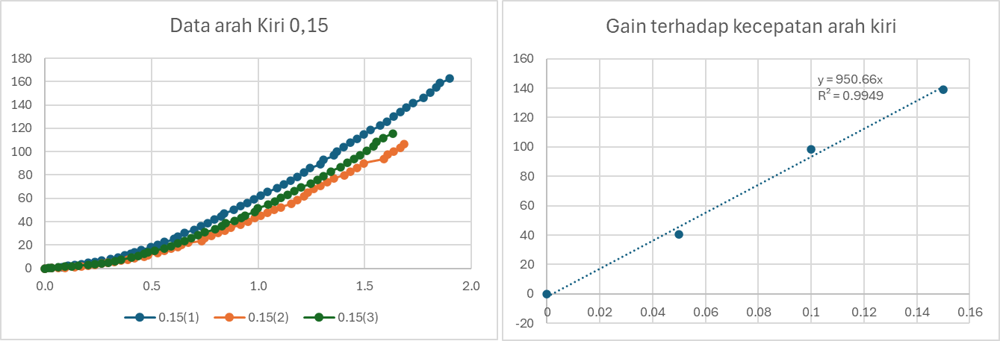 Data arah Kiri 0,15
180
160
140
120
100
80
60
40
20
0
0.0 0.5 1.0 1.5 2.0
0.15(1) 0.15(2) 0.15(3)
Gain terhadap kecepatan arah kiri
160
140
120
100
80
60
40
20
0
-20
y = 950.66x
R² = 0.9949
0 0.02 0.04 0.06 0.08 0.1 0.12 0.14 0.16